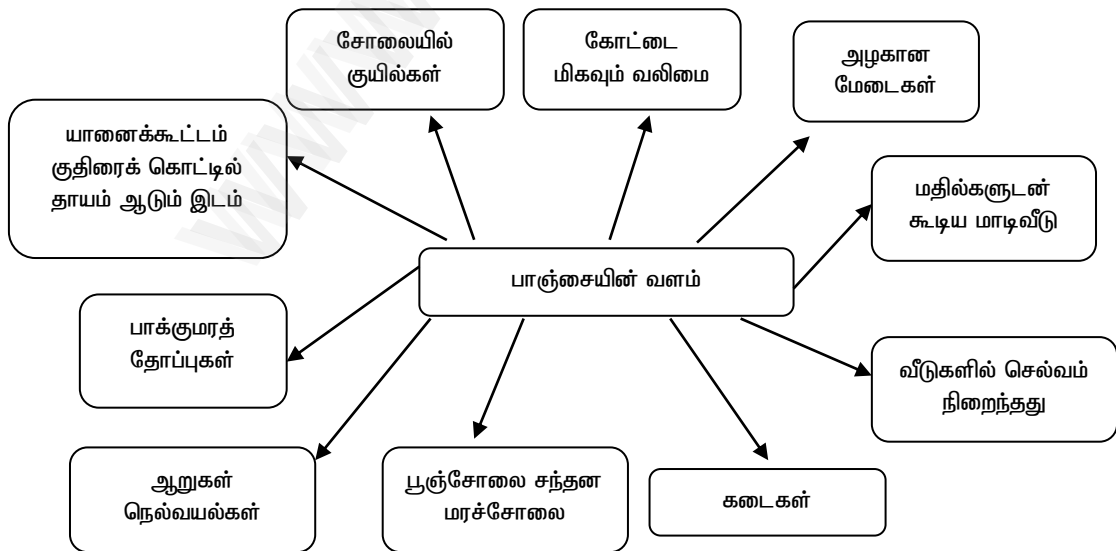 சோலையில்
குயில்கள்
கோட்டை
மிகவும் வலிமை
அழகான
மேடைகள்
யானைக்கூட்டம்
குதிரைக் கொட்டில்
தாயம் ஆடும் இடம்
மதில்களுடன்
கூடிய மாடிவீடு
பாஞ்சையின் வளம்
பாக்குமரத்
தோப்புகள்
வீடுகளில் செல்வம்
நிறைந்தது
ஆறுகள்
நெல்வயல்கள்
பூஞ்சோலை சந்தன
மரச்சோலை
கடைகள்